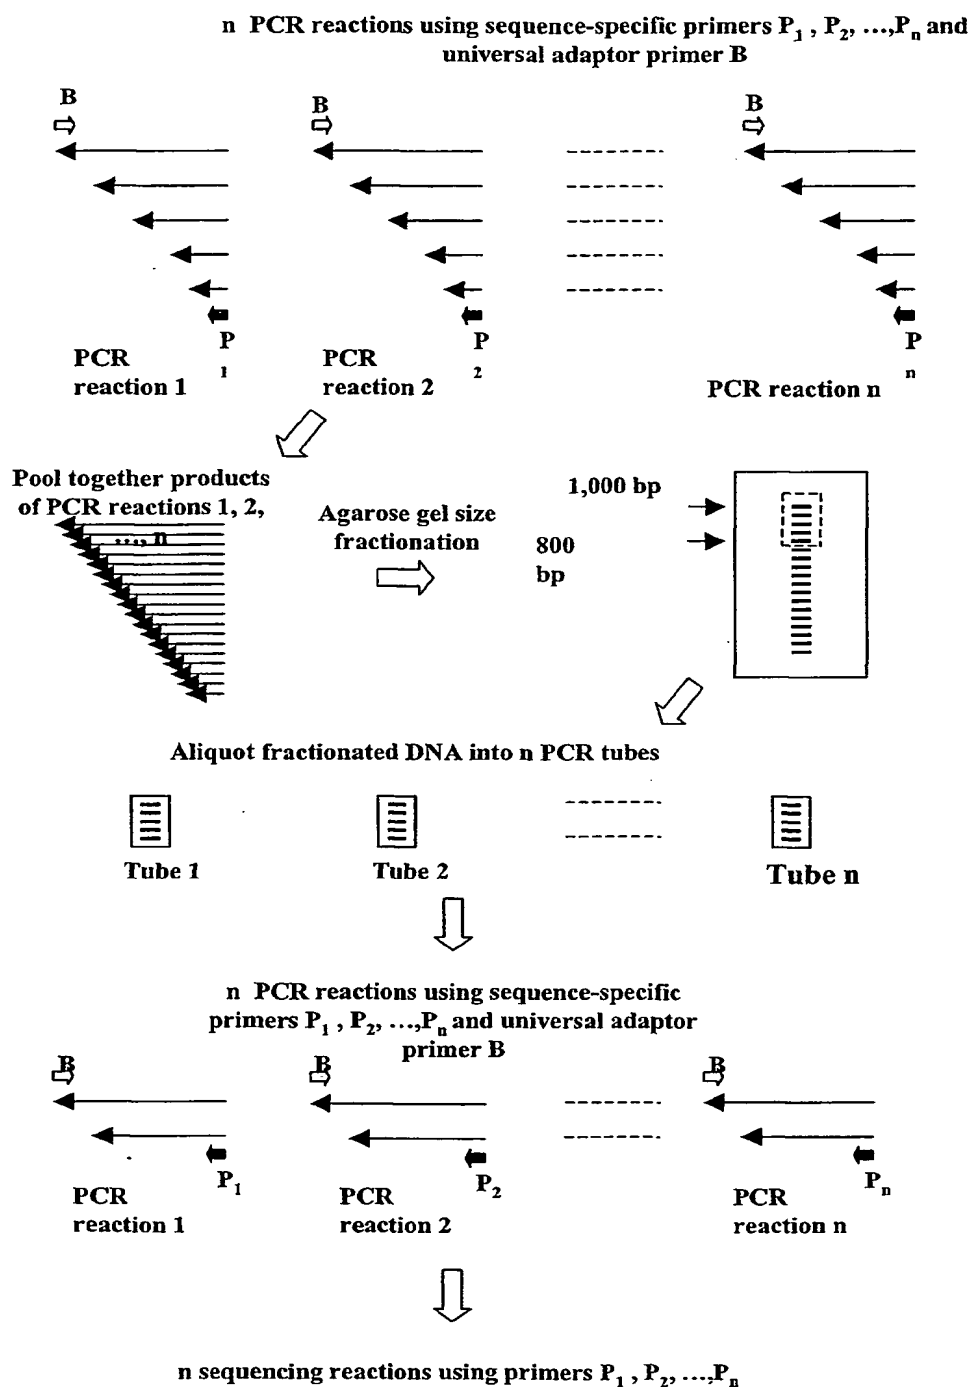 n PCR reactions using sequence-specific primers P1 , P2, ...,Pn and
universal adaptor primer B
B
B
B
P
1
P
2
P
n
PCR
reaction 1
PCR
reaction 2
PCR reaction n
Pool together products
of PCR reactions 1, 2,
..., n
Agarose gel size
fractionation
1,000 bp
800
bp
Aliquot fractionated DNA into n PCR tubes
Tube 1
Tube 2
Tube n
n PCR reactions using sequence-specific
primers P1 , P2, ...,Pn and universal adaptor
primer B
B
B
B
P1
P2
Pn
PCR
reaction 1
PCR
reaction 2
PCR
reaction n
n sequencing reactions using primers P1 , P2, ...,Pn